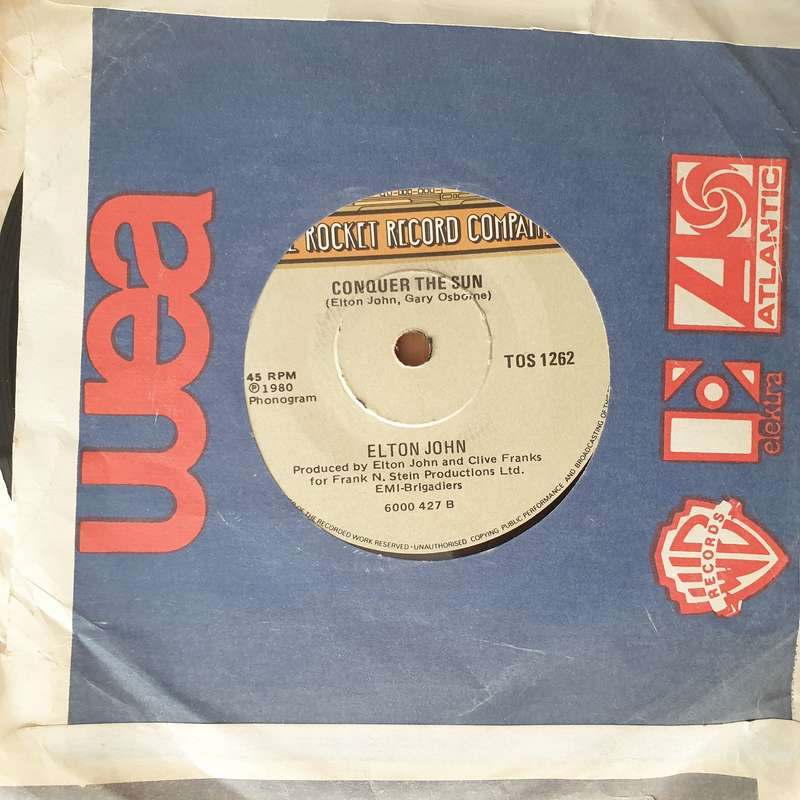 wea
ROCKET RECORD COMPAN
CONQUER THE SUN
(Elton John, Gary Osborne)
45 RPM
℗1980
Phonogram
TOS 1262
ELTON JOHN
Produced by Elton John and Clive Franks
for Frank N. Stein Productions Ltd.
EMI-Brigadiers
6000 427 B
OF THE RECORDED WORK RESERVED-UNAUTHORISED COPYING PUBLIC PERFORMANCE AND BROADCASTING OF
ATLANTIC
elektra
RECORDS